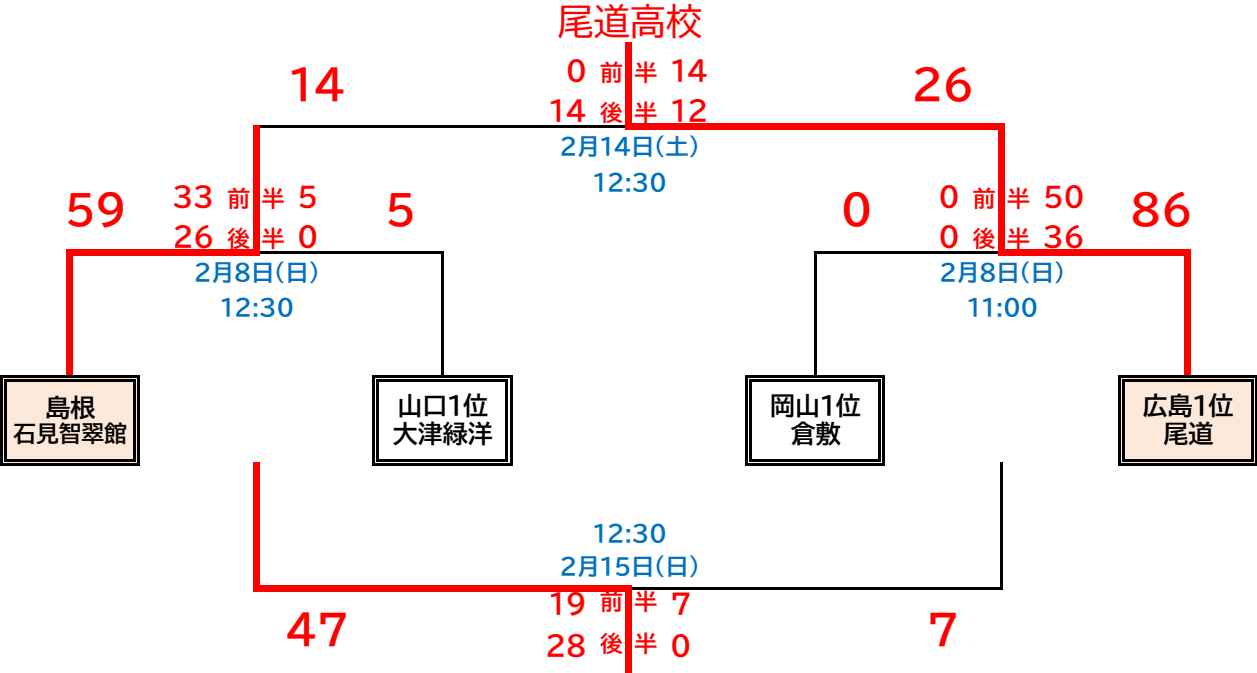 尾道高校
14
0 前半 14
14 後半 12
26
2月14日(土)
12:30
59
33 前半 5
26 後半 0
5
2月8日(日)
12:30
0
0 前半 50
0 後半 36
86
2月8日(日)
11:00
島根
石見智翠館
山口1位
大津緑洋
岡山1位
倉敷
広島1位
尾道
12:30
2月15日(日)
47
19 前半 7
28 後半 0
7